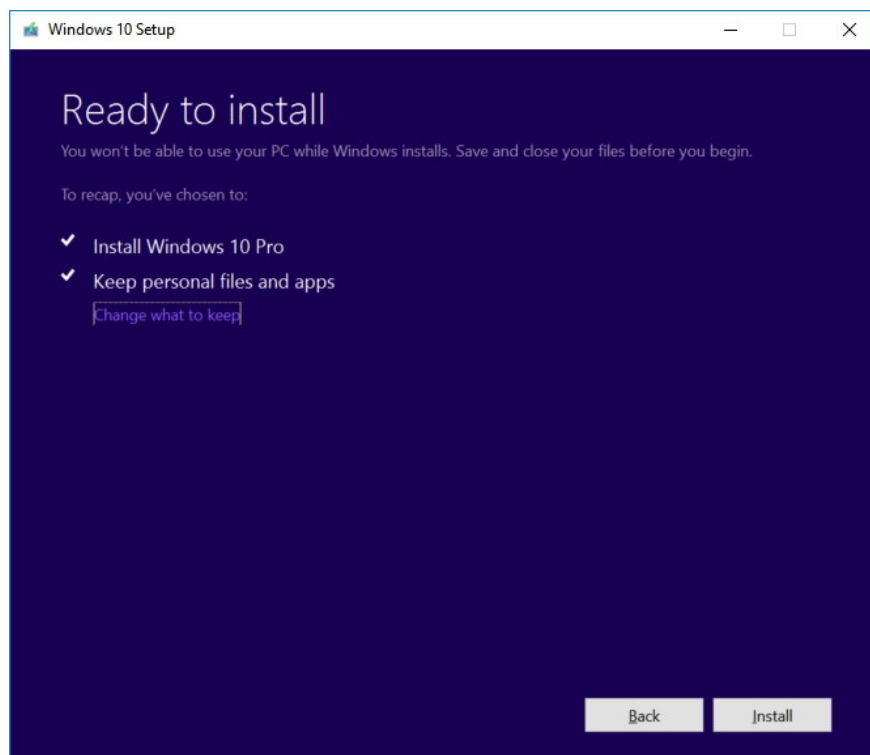 Windows 10 Setup
Ready to install
You won't be able to use your PC while Windows installs. Save and close your files before you begin.
To recap, you've chosen to:
Install Windows 10 Pro
Keep personal files and apps
Change what to keep
Back
Install